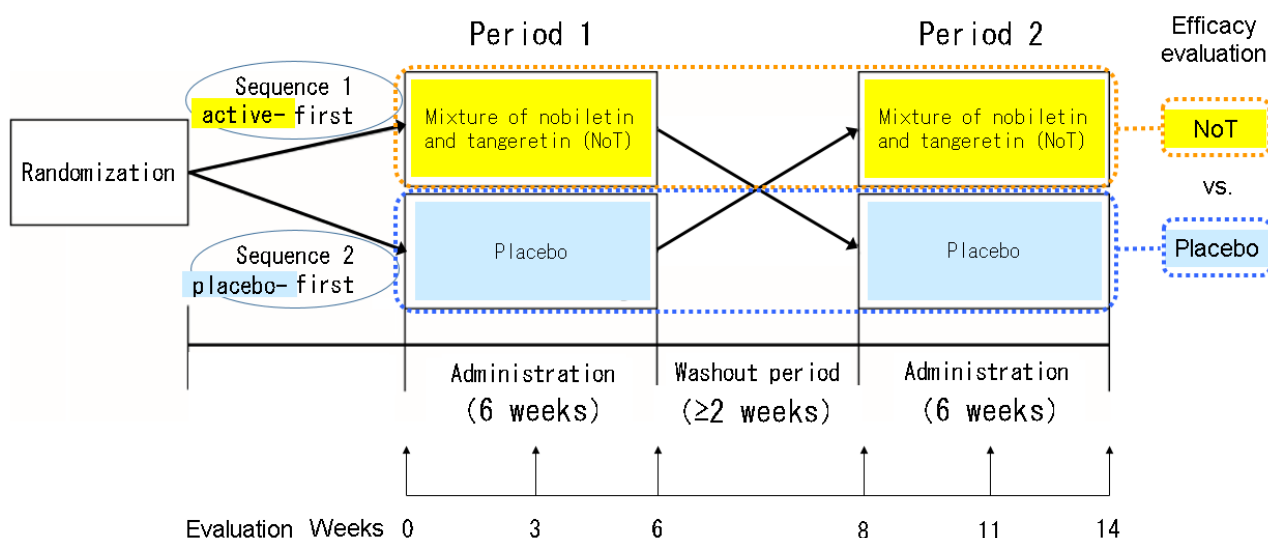 Period 1
Period 2
Efficacy
evaluation
Sequence 1
active- first
Mixture of nobiletin
and tangeretin (NoT)
Mixture of nobiletin
and tangeretin (NoT)
NoT
Randomization
vs.
Sequence 2
placebo- first
Placebo
Placebo
Placebo
Administration
(6 weeks)
Washout period
(≥2 weeks)
Administration
(6 weeks)
Evaluation Weeks 0 3 6 8 11 14